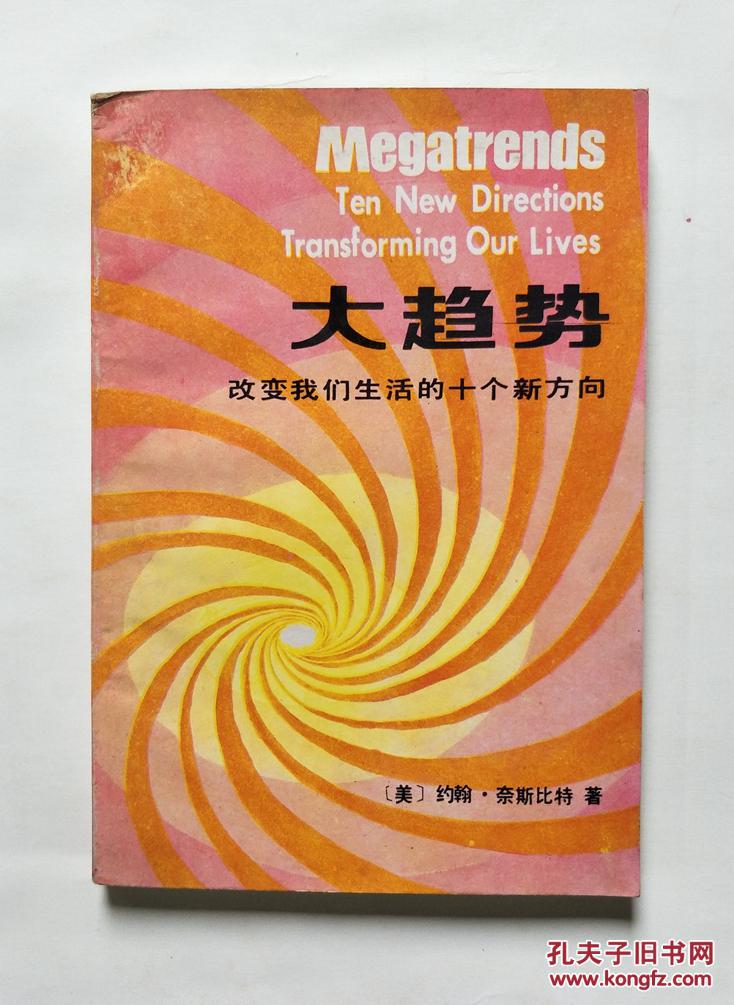 Megatrends
Ten New Directions
Transforming Our Lives
大趋势
改变我们生活的十个新方向
〔美〕约翰·奈斯比特 著
孔夫子旧书网
www.kongfz.com